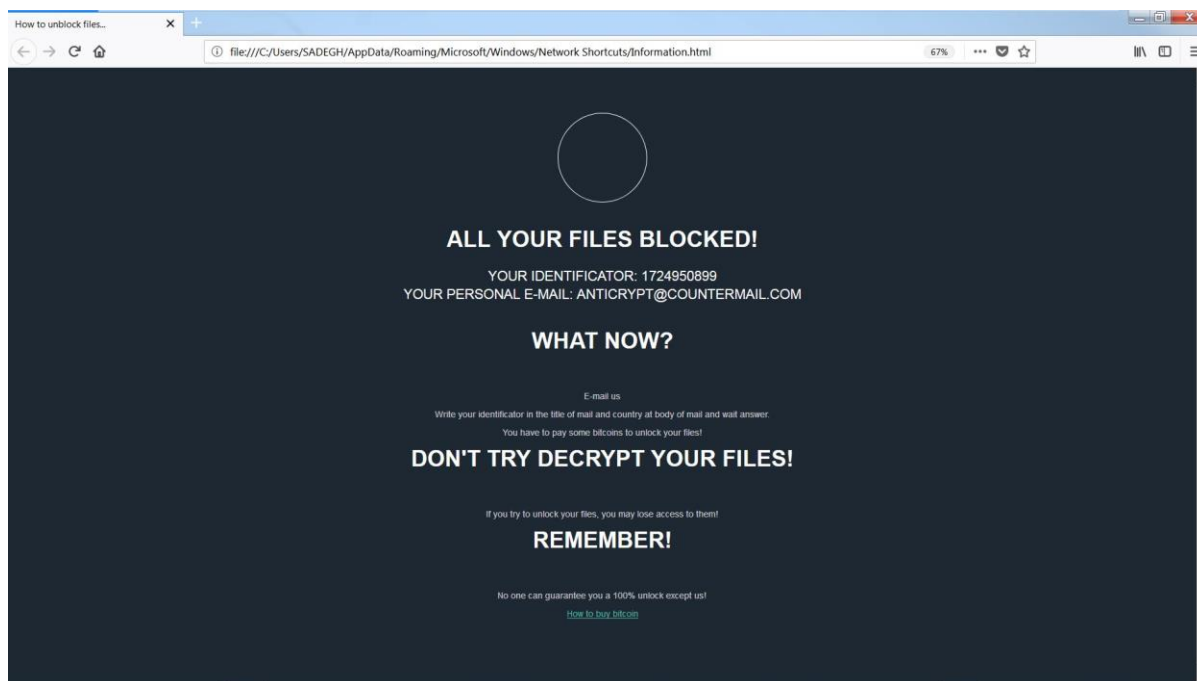 How to unblock files...
file:///C:/Users/SADEGH/AppData/Roaming/Microsoft/Windows/Network Shortcuts/Information.html
67%
ALL YOUR FILES BLOCKED!
YOUR IDENTIFICATOR: 1724950899
YOUR PERSONAL E-MAIL: ANTICRYPT@COUNTERMAIL.COM
WHAT NOW?
E-mail us
Write your identificator in the title of mail and country at body of mail and wait answer.
You have to pay some bitcoins to unlock your files!
DON'T TRY DECRYPT YOUR FILES!
If you try to unlock your files, you may lose access to them!
REMEMBER!
No one can guarantee you a 100% unlock except us!
How to buy bitcoin